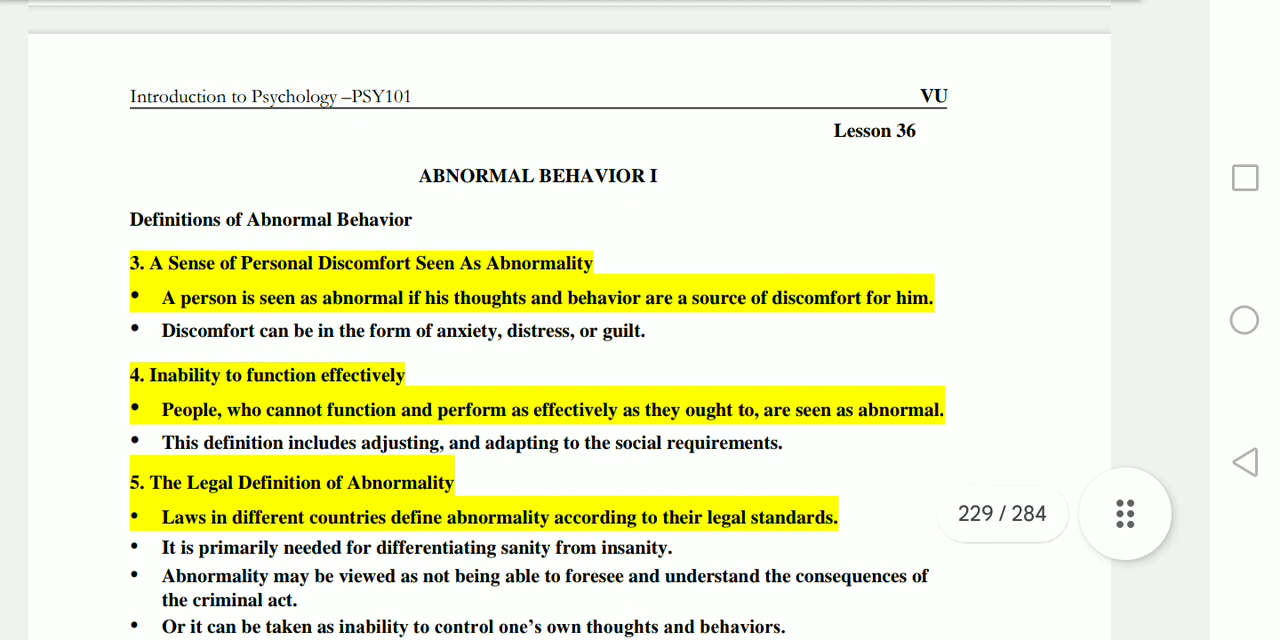 Introduction to Psychology –PSY101 VU
Lesson 36
ABNORMAL BEHAVIOR I
Definitions of Abnormal Behavior
3. A Sense of Personal Discomfort Seen As Abnormality
• A person is seen as abnormal if his thoughts and behavior are a source of discomfort for him.
• Discomfort can be in the form of anxiety, distress, or guilt.
4. Inability to function effectively
• People, who cannot function and perform as effectively as they ought to, are seen as abnormal.
• This definition includes adjusting, and adapting to the social requirements.
5. The Legal Definition of Abnormality
• Laws in different countries define abnormality according to their legal standards.
229 / 284
• It is primarily needed for differentiating sanity from insanity.
• Abnormality may be viewed as not being able to foresee and understand the consequences of
the criminal act.
• Or it can be taken as inability to control one’s own thoughts and behaviors.